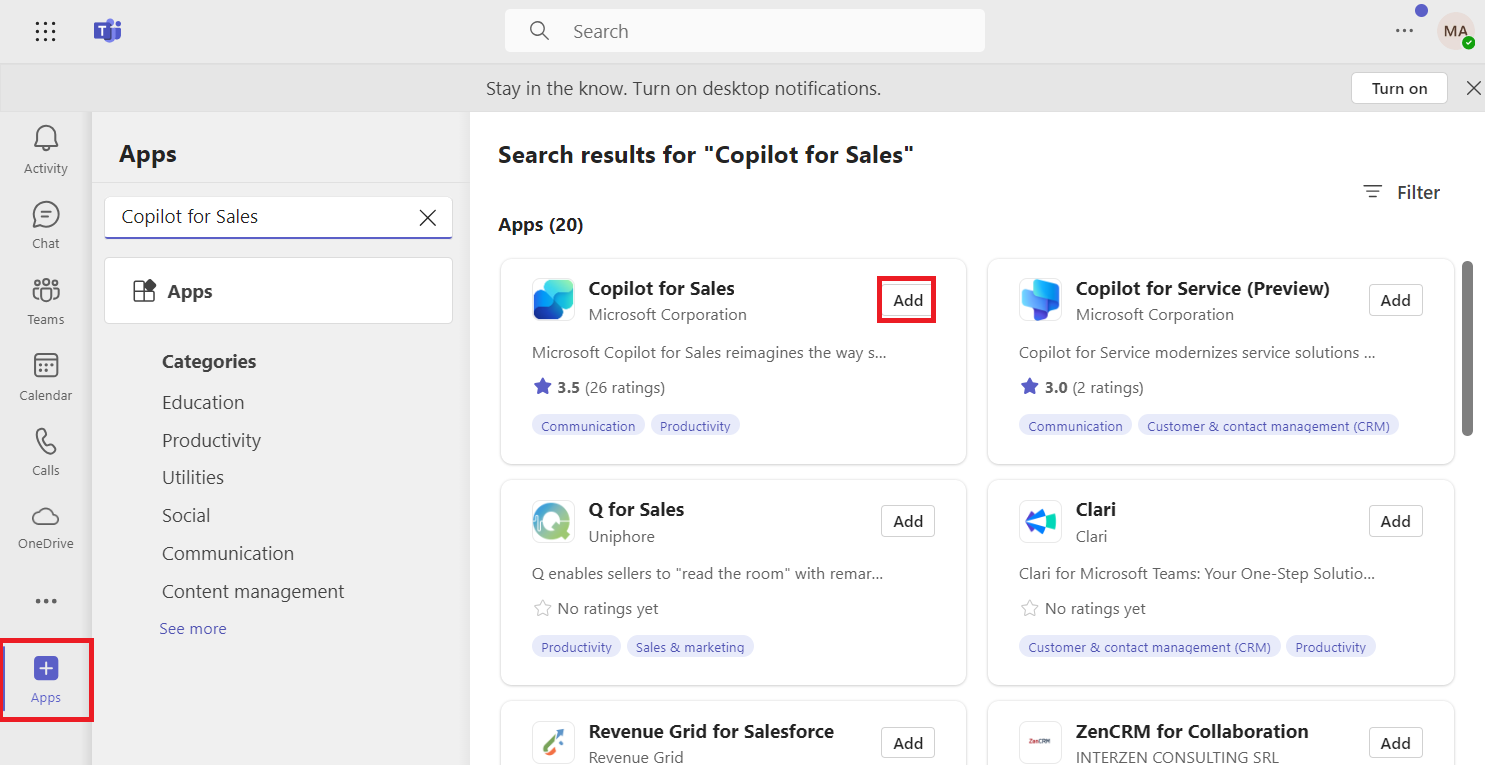 Search
MA
Stay in the know. Turn on desktop notifications.
Turn on
Activity
Chat
Teams
Calendar
Calls
OneDrive
Apps
Apps
Copilot for Sales
Apps
Categories
Education
Productivity
Utilities
Social
Communication
Content management
See more
Search results for "Copilot for Sales"
Filter
Apps (20)
Copilot for Sales
Microsoft Corporation
Add
Microsoft Copilot for Sales reimagines the way s...
3.5 (26 ratings)
Communication
Productivity
Copilot for Service (Preview)
Microsoft Corporation
Add
Copilot for Service modernizes service solutions ...
3.0 (2 ratings)
Communication
Customer & contact management (CRM)
Q for Sales
Uniphore
Add
Q enables sellers to "read the room" with remar...
No ratings yet
Productivity
Sales & marketing
Clari
Clari
Add
Clari for Microsoft Teams: Your One-Step Solutio...
No ratings yet
Customer & contact management (CRM)
Productivity
Revenue Grid for Salesforce
Revenue Grid
Add
ZenCRM
ZenCRM for Collaboration
INTERZEN CONSULTING SRL
Add